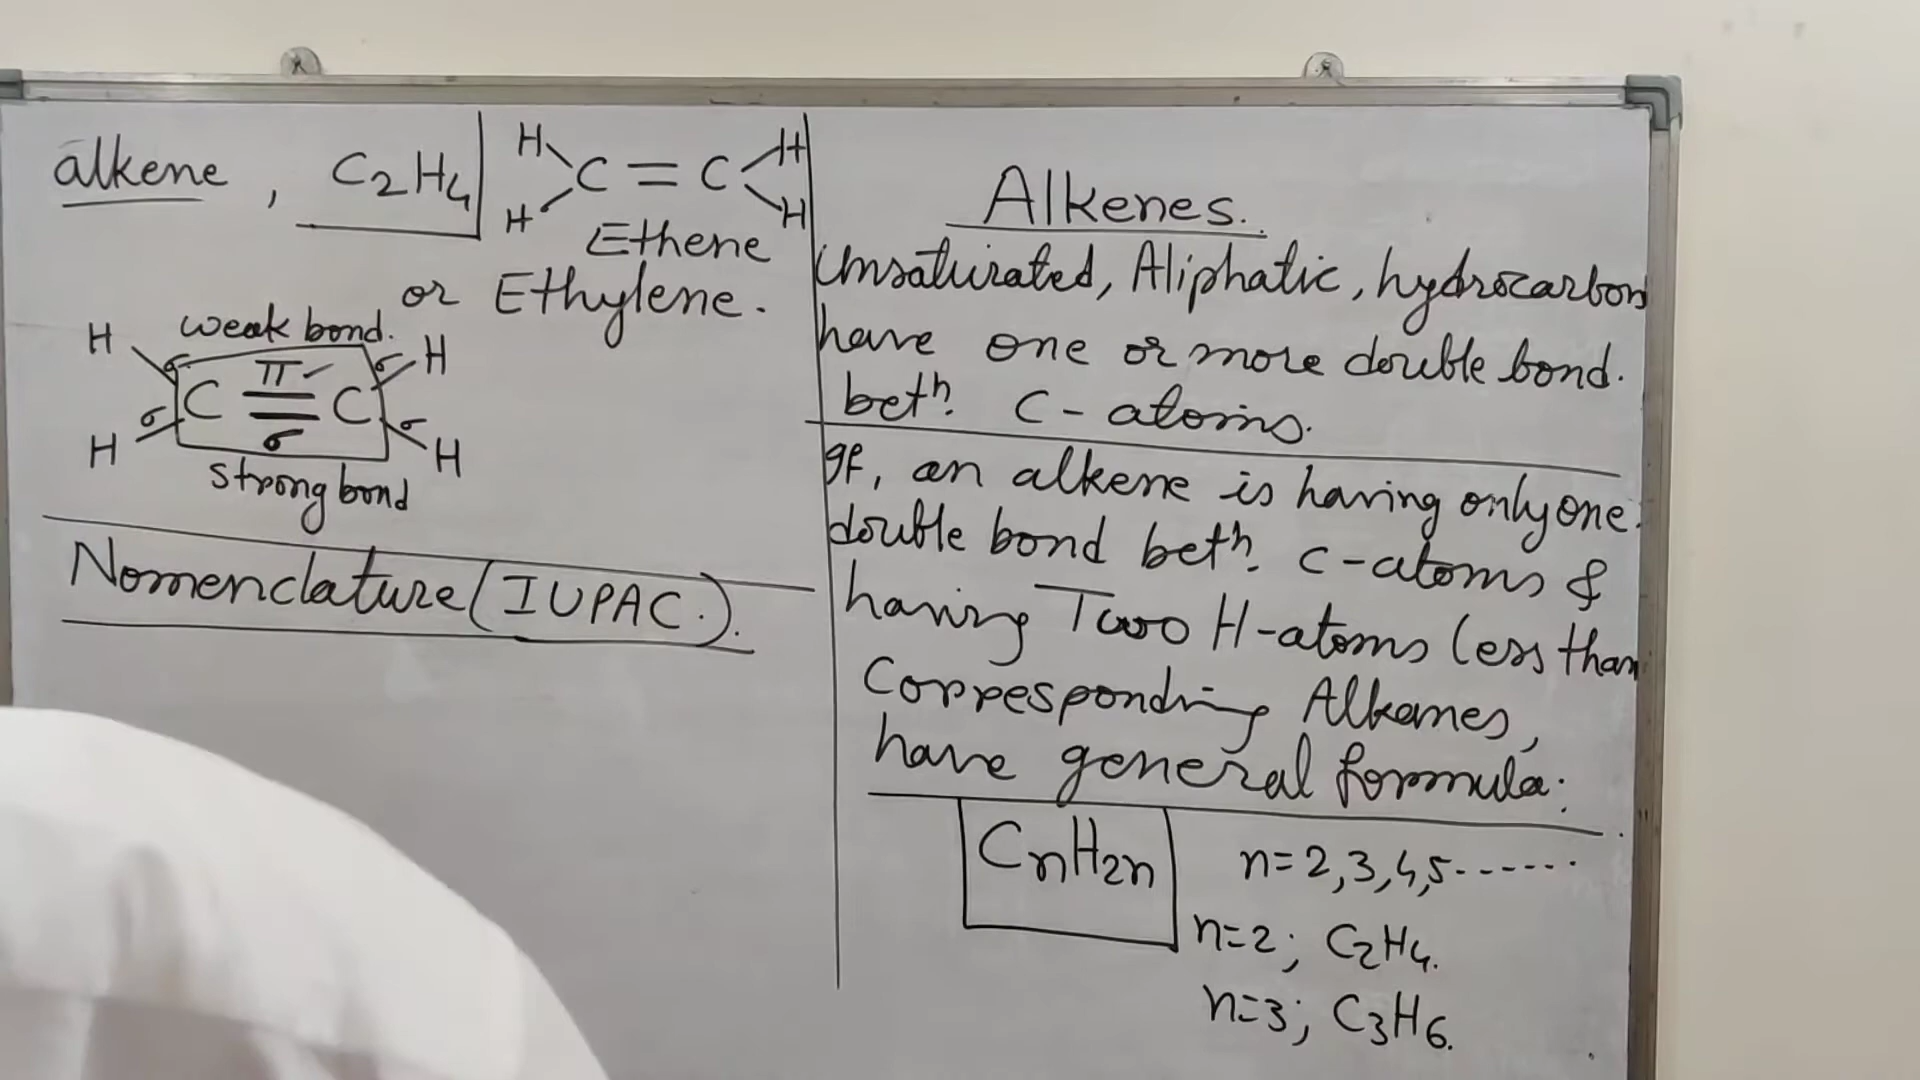 alkene , C2H4
H H
C = C
H H
Ethene
or Ethylene.
weak bond.
H σ π σ H
C = C
H σ σ σ H
strong bond
Nomenclature (IUPAC.).
Alkenes.
Unsaturated, Aliphatic, hydrocarbons
have one or more double bond.
betn. C-atoms.
If, an alkene is having only one
double bond betn. C-atoms &
having Two H-atoms less than
Corresponding Alkanes,
have general formula:
CnH2n n=2,3,4,5------
n=2; C2H4.
n=3; C3H6.